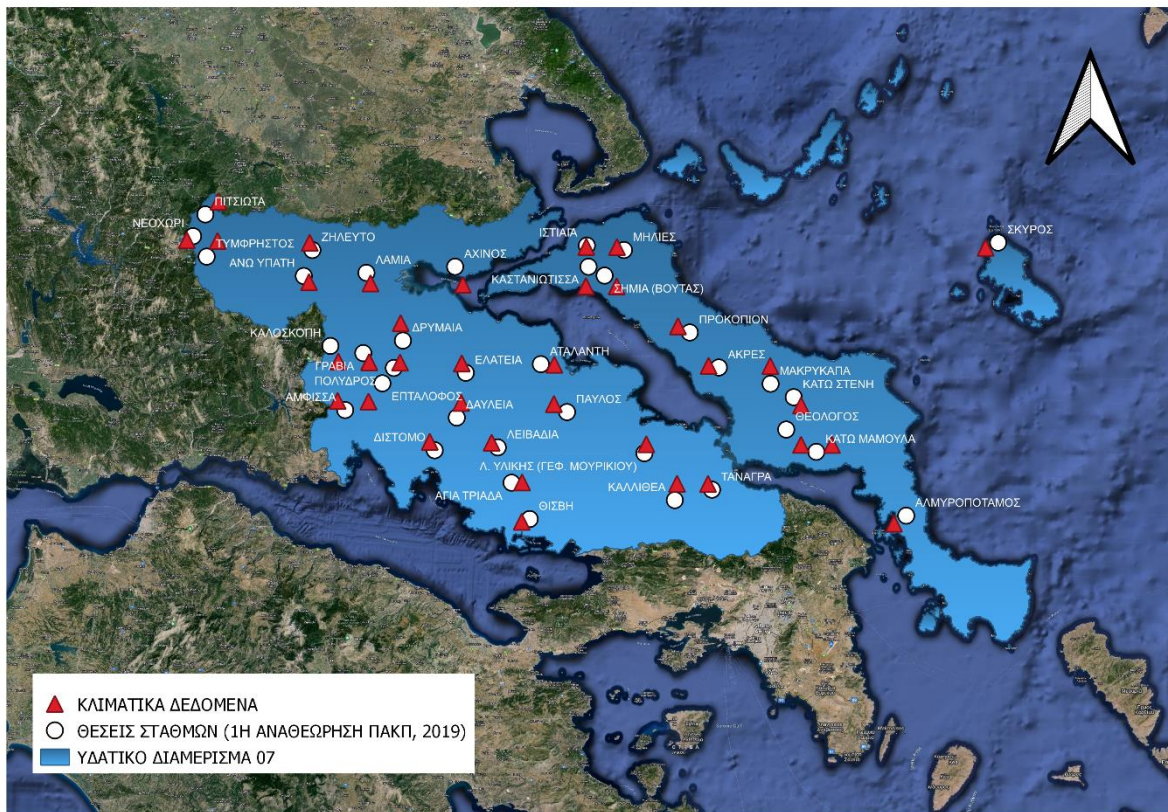 ΠΙΤΣΙΩΤΑ
ΝΕΟΧΩΡΙ
ΤΥΜΦΡΗΣΤΟΣ
ΖΗΛΕΥΤΟ
ΙΣΤΙΑΙΑ
ΜΗΛΙΕΣ
ΣΚΥΡΟΣ
ΑΝΩ ΥΠΑΤΗ
ΛΑΜΙΑ
ΑΧΙΝΟΣ
ΚΑΣΤΑΝΙΩΤΙΣΣΑ
ΣΗΜΙΑ (ΒΟΥΤΑΣ)
ΠΡΟΚΟΠΙΟΝ
ΔΡΥΜΑΙΑ
ΚΑΛΟΣΚΟΠΗ
ΓΡΑΒΙΑ
ΕΛΑΤΕΙΑ
ΑΤΑΛΑΝΤΗ
ΑΚΡΕΣ
ΜΑΚΡΥΚΑΠΑ
ΠΟΛΥΔΡΟΣ
ΚΑΤΩ ΣΤΕΝΗ
ΑΜΦΙΣΣΑ
ΕΠΤΑΛΟΦΟΣ
ΔΑΥΛΕΙΑ
ΠΑΥΛΟΣ
ΘΕΟΛΟΓΟΣ
ΔΙΣΤΟΜΟ
ΛΕΙΒΑΔΙΑ
ΚΑΤΩ ΜΑΜΟΥΛΑ
Λ. ΥΛΙΚΗΣ (ΓΕΦ. ΜΟΥΡΙΚΙΟΥ)
ΚΑΛΛΙΘΕΑ
ΤΑΝΑΓΡΑ
ΑΓΙΑ ΤΡΙΑΔΑ
ΘΙΣΒΗ
ΑΛΜΥΡΟΠΟΤΑΜΟΣ
ΚΛΙΜΑΤΙΚΑ ΔΕΔΟΜΕΝΑ
ΘΕΣΕΙΣ ΣΤΑΘΜΩΝ (1Η ΑΝΑΘΕΩΡΗΣΗ ΠΑΚΠ, 2019)
ΥΔΑΤΙΚΟ ΔΙΑΜΕΡΙΣΜΑ 07